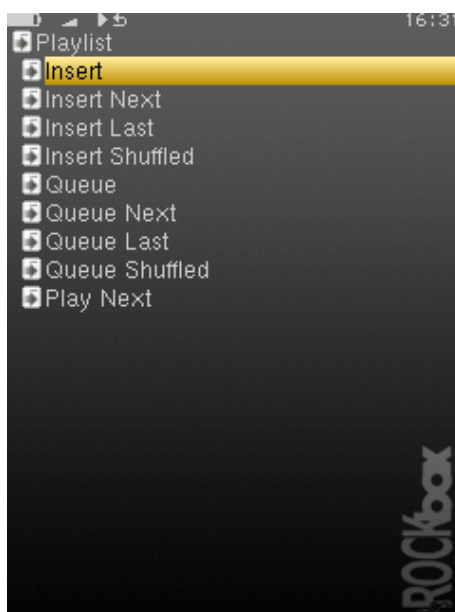 16:31
Playlist
Insert
Insert Next
Insert Last
Insert Shuffled
Queue
Queue Next
Queue Last
Queue Shuffled
Play Next
ROCKbox